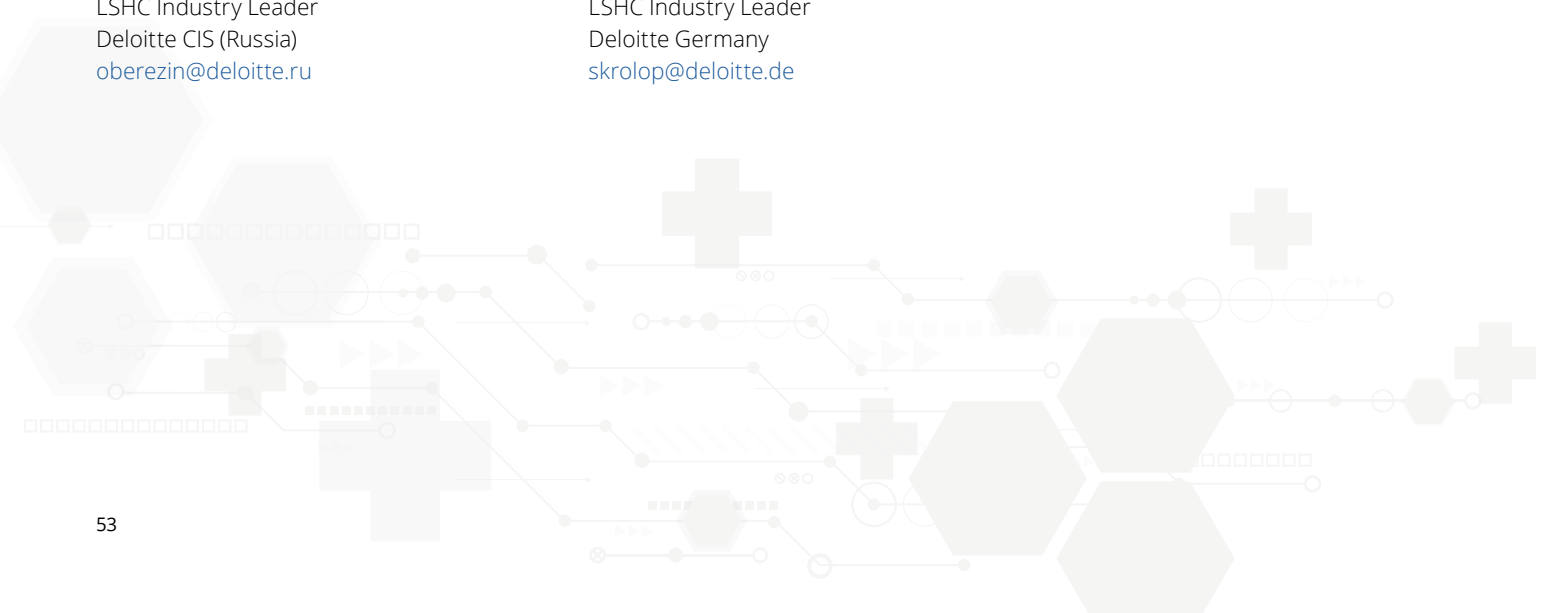 LSHC Industry Leader
Deloitte CIS (Russia)
oberezin@deloitte.ru
LSHC Industry Leader
Deloitte Germany
skrolop@deloitte.de
53